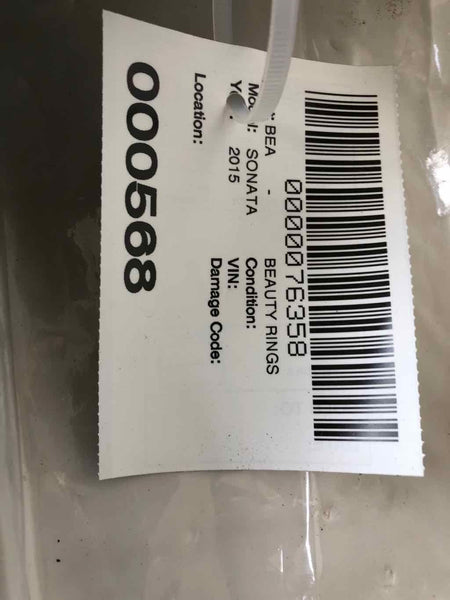 0000076358
BEA - BEAUTY RINGS
SONATA Condition:
2015 VIN:
Damage Code:
Location:
000568